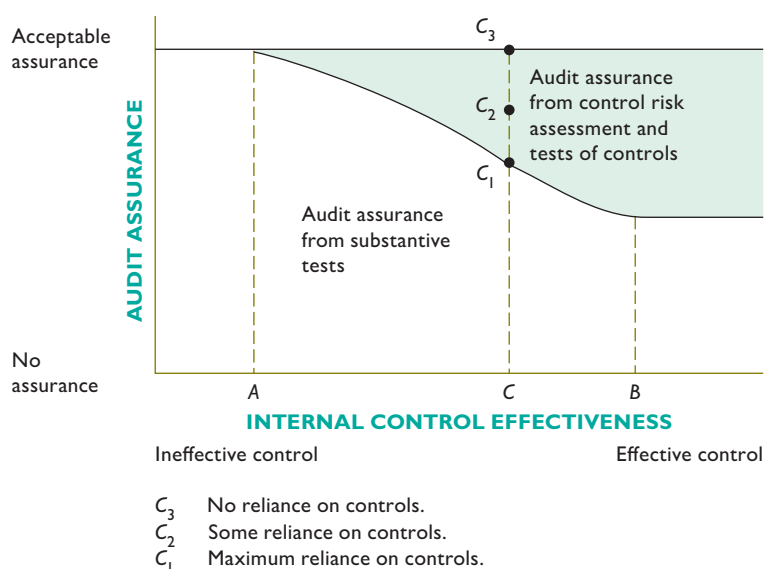 Acceptable
assurance
AUDIT ASSURANCE
No
assurance
C3
C2
C1
Audit assurance
from control risk
assessment and
tests of controls
Audit assurance
from substantive
tests
A
C
B
INTERNAL CONTROL EFFECTIVENESS
Ineffective control
Effective control
C3 No reliance on controls.
C2 Some reliance on controls.
C1 Maximum reliance on controls.